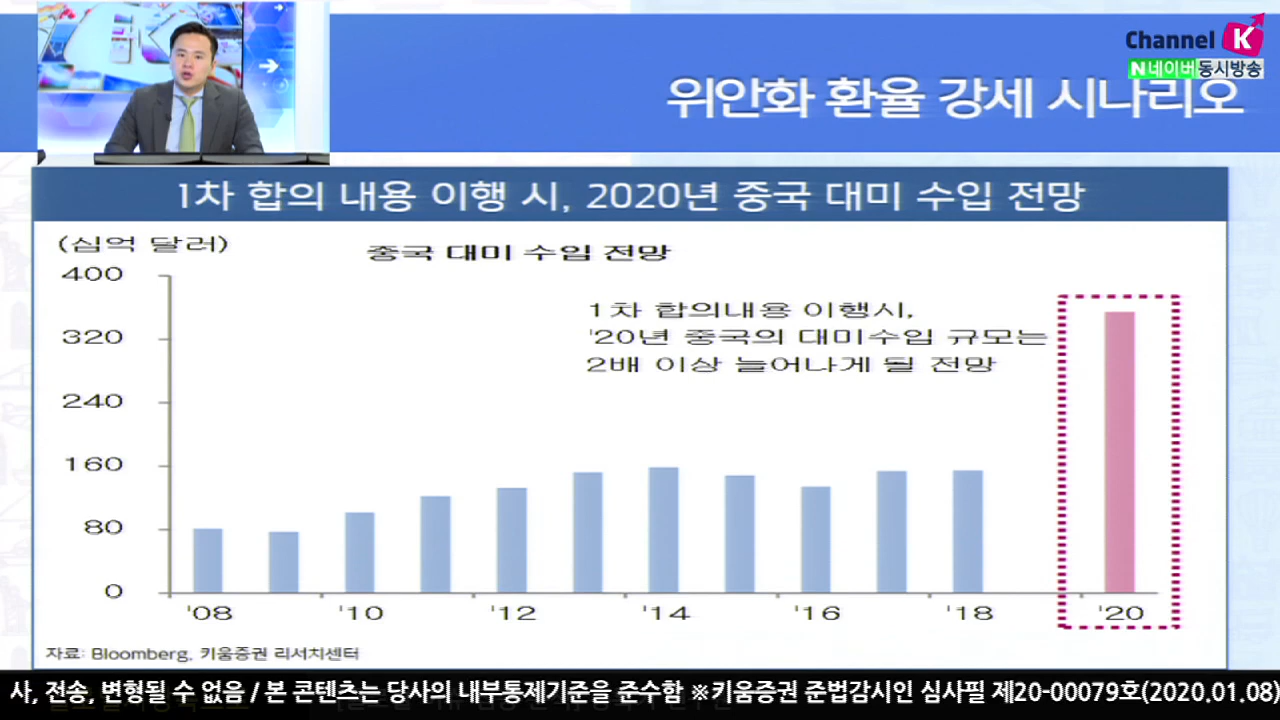 Channel K
N네이버동시방송
위안화 환율 강세 시나리오
1차 합의 내용 이행 시, 2020년 중국 대미 수입 전망
(십억 달러)
중국 대미 수입 전망
400
320
240
160
80
0
1차 합의내용 이행시,
'20년 중국의 대미수입 규모는
2배 이상 늘어나게 될 전망
'08 '10 '12 '14 '16 '18 '20
자료: Bloomberg, 키움증권 리서치센터
사, 전송, 변형될 수 없음 / 본 콘텐츠는 당사의 내부통제기준을 준수함 ※키움증권 준법감시인 심사필 제20-00079호(2020.01.08)